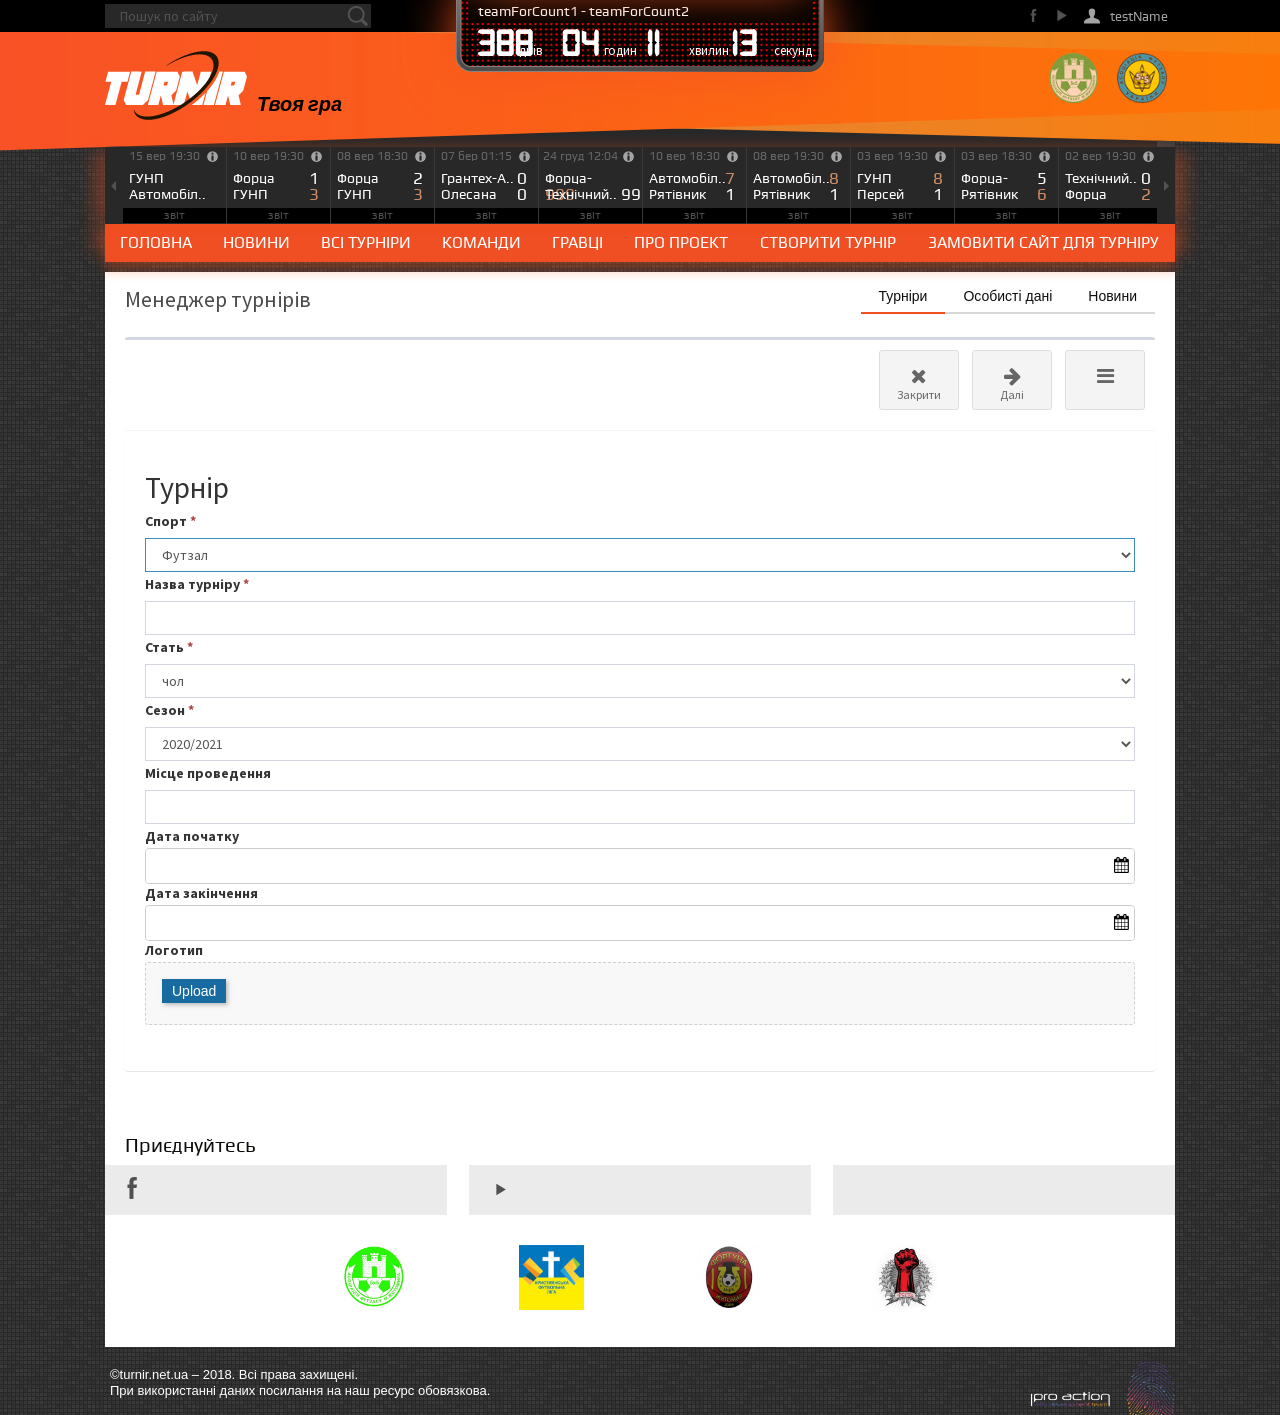 Пошук по сайту
teamForCount1 - teamForCount2
388 днів 04 годин 11 хвилин 13 секунд
testName
TURNIR
Твоя гра
15 вер 19:30
ГУНП
Автомобіл..
звіт
10 вер 19:30
Форца 1
ГУНП 3
звіт
08 вер 18:30
Форца 2
ГУНП 3
звіт
07 бер 01:15
Грантех-А.. 0
Олесана 0
звіт
24 груд 12:04
Форца- 999
Технічний.. 99
звіт
10 вер 18:30
Автомобіл.. 7
Рятівник 1
звіт
08 вер 19:30
Автомобіл.. 8
Рятівник 1
звіт
03 вер 19:30
ГУНП 8
Персей 1
звіт
03 вер 18:30
Форца- 5
Рятівник 6
звіт
02 вер 19:30
Технічний.. 0
Форца 2
звіт
ГОЛОВНА НОВИНИ ВСІ ТУРНІРИ КОМАНДИ ГРАВЦІ ПРО ПРОЕКТ СТВОРИТИ ТУРНІР ЗАМОВИТИ САЙТ ДЛЯ ТУРНІРУ
Менеджер турнірів
Турніри Особисті дані Новини
Закрити Далі
Турнір
Спорт *
Футзал
Назва турніру *
Стать *
чол
Сезон *
2020/2021
Місце проведення
Дата початку
Дата закінчення
Логотип
Upload
Приєднуйтесь
©turnir.net.ua – 2018. Всі права захищені.
При використанні даних посилання на наш ресурс обовязкова.
pro action